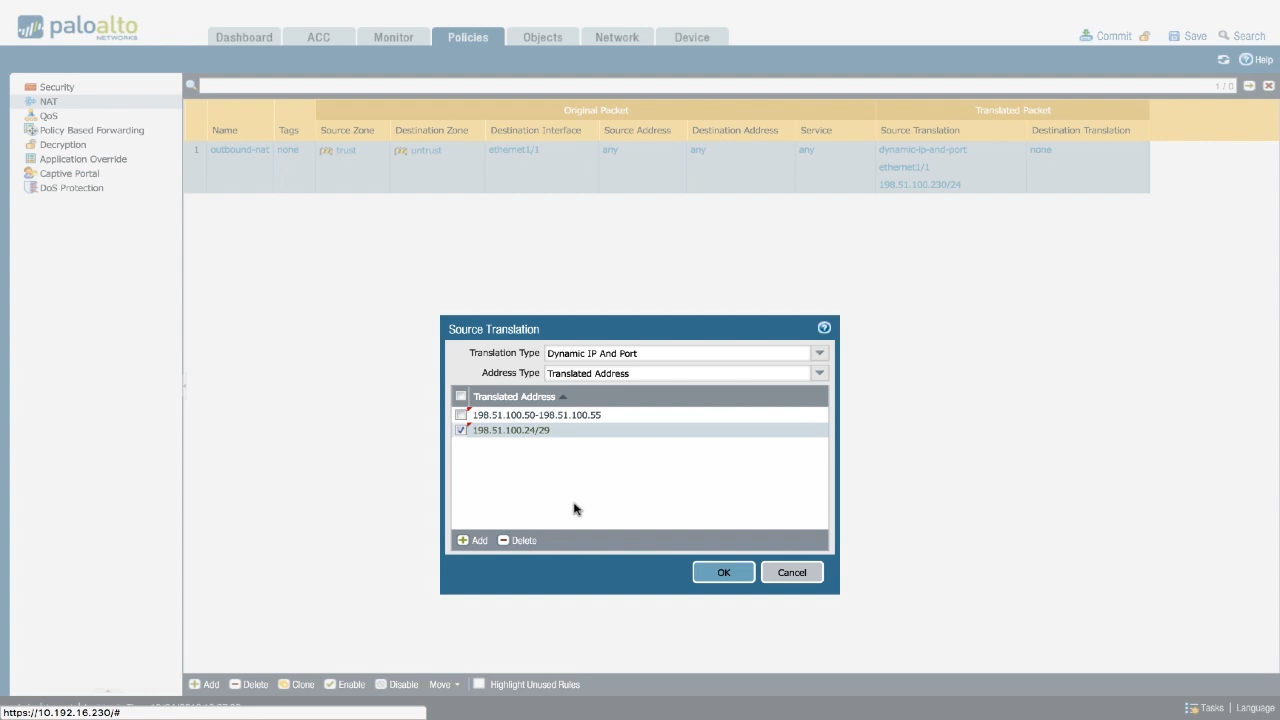 paloalto
NETWORKS
Dashboard ACC Monitor Policies Objects Network Device
Commit Save Search
Help
1 / 0
Security
NAT
QoS
Policy Based Forwarding
Decryption
Application Override
Captive Portal
DoS Protection
Original Packet Translated Packet
Name Tags Source Zone Destination Zone Destination Interface Source Address Destination Address Service Source Translation Destination Translation
1 outbound-nat none trust untrust ethernet1/1 any any any dynamic-ip-and-port none
ethernet1/1
198.51.100.230/24
Source Translation
Translation Type Dynamic IP And Port
Address Type Translated Address
Translated Address
198.51.100.50-198.51.100.55
198.51.100.24/29
Add Delete
OK Cancel
Add Delete Clone Enable Disable Move Highlight Unused Rules
https://10.192.16.230/#
Tasks | Language